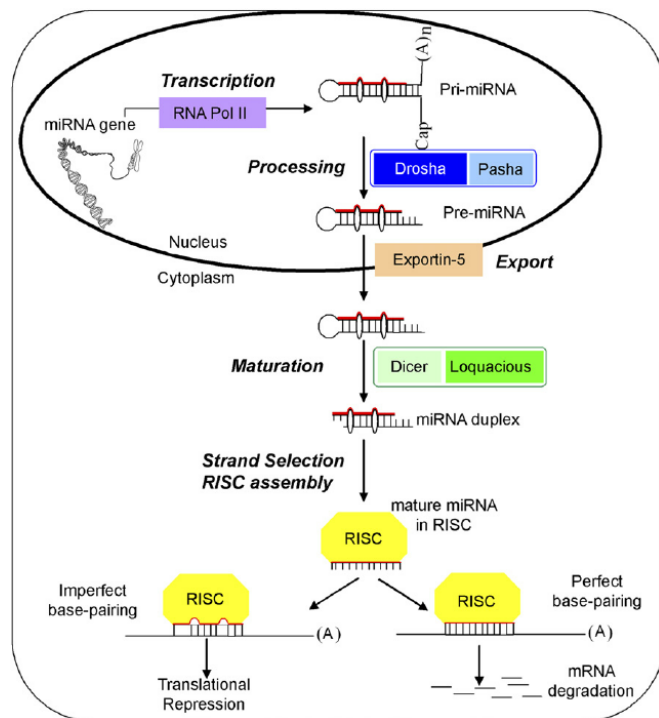 (A)n
Transcription
Pri-miRNA
RNA Pol II
miRNA gene
Cap
Processing
Drosha
Pasha
Pre-miRNA
Nucleus
Cytoplasm
Exportin-5
Export
Maturation
Dicer
Loquacious
miRNA duplex
Strand Selection
RISC assembly
mature miRNA
in RISC
RISC
Imperfect
base-pairing
RISC
(A)
RISC
Perfect
base-pairing
(A)
Translational
Repression
mRNA
degradation